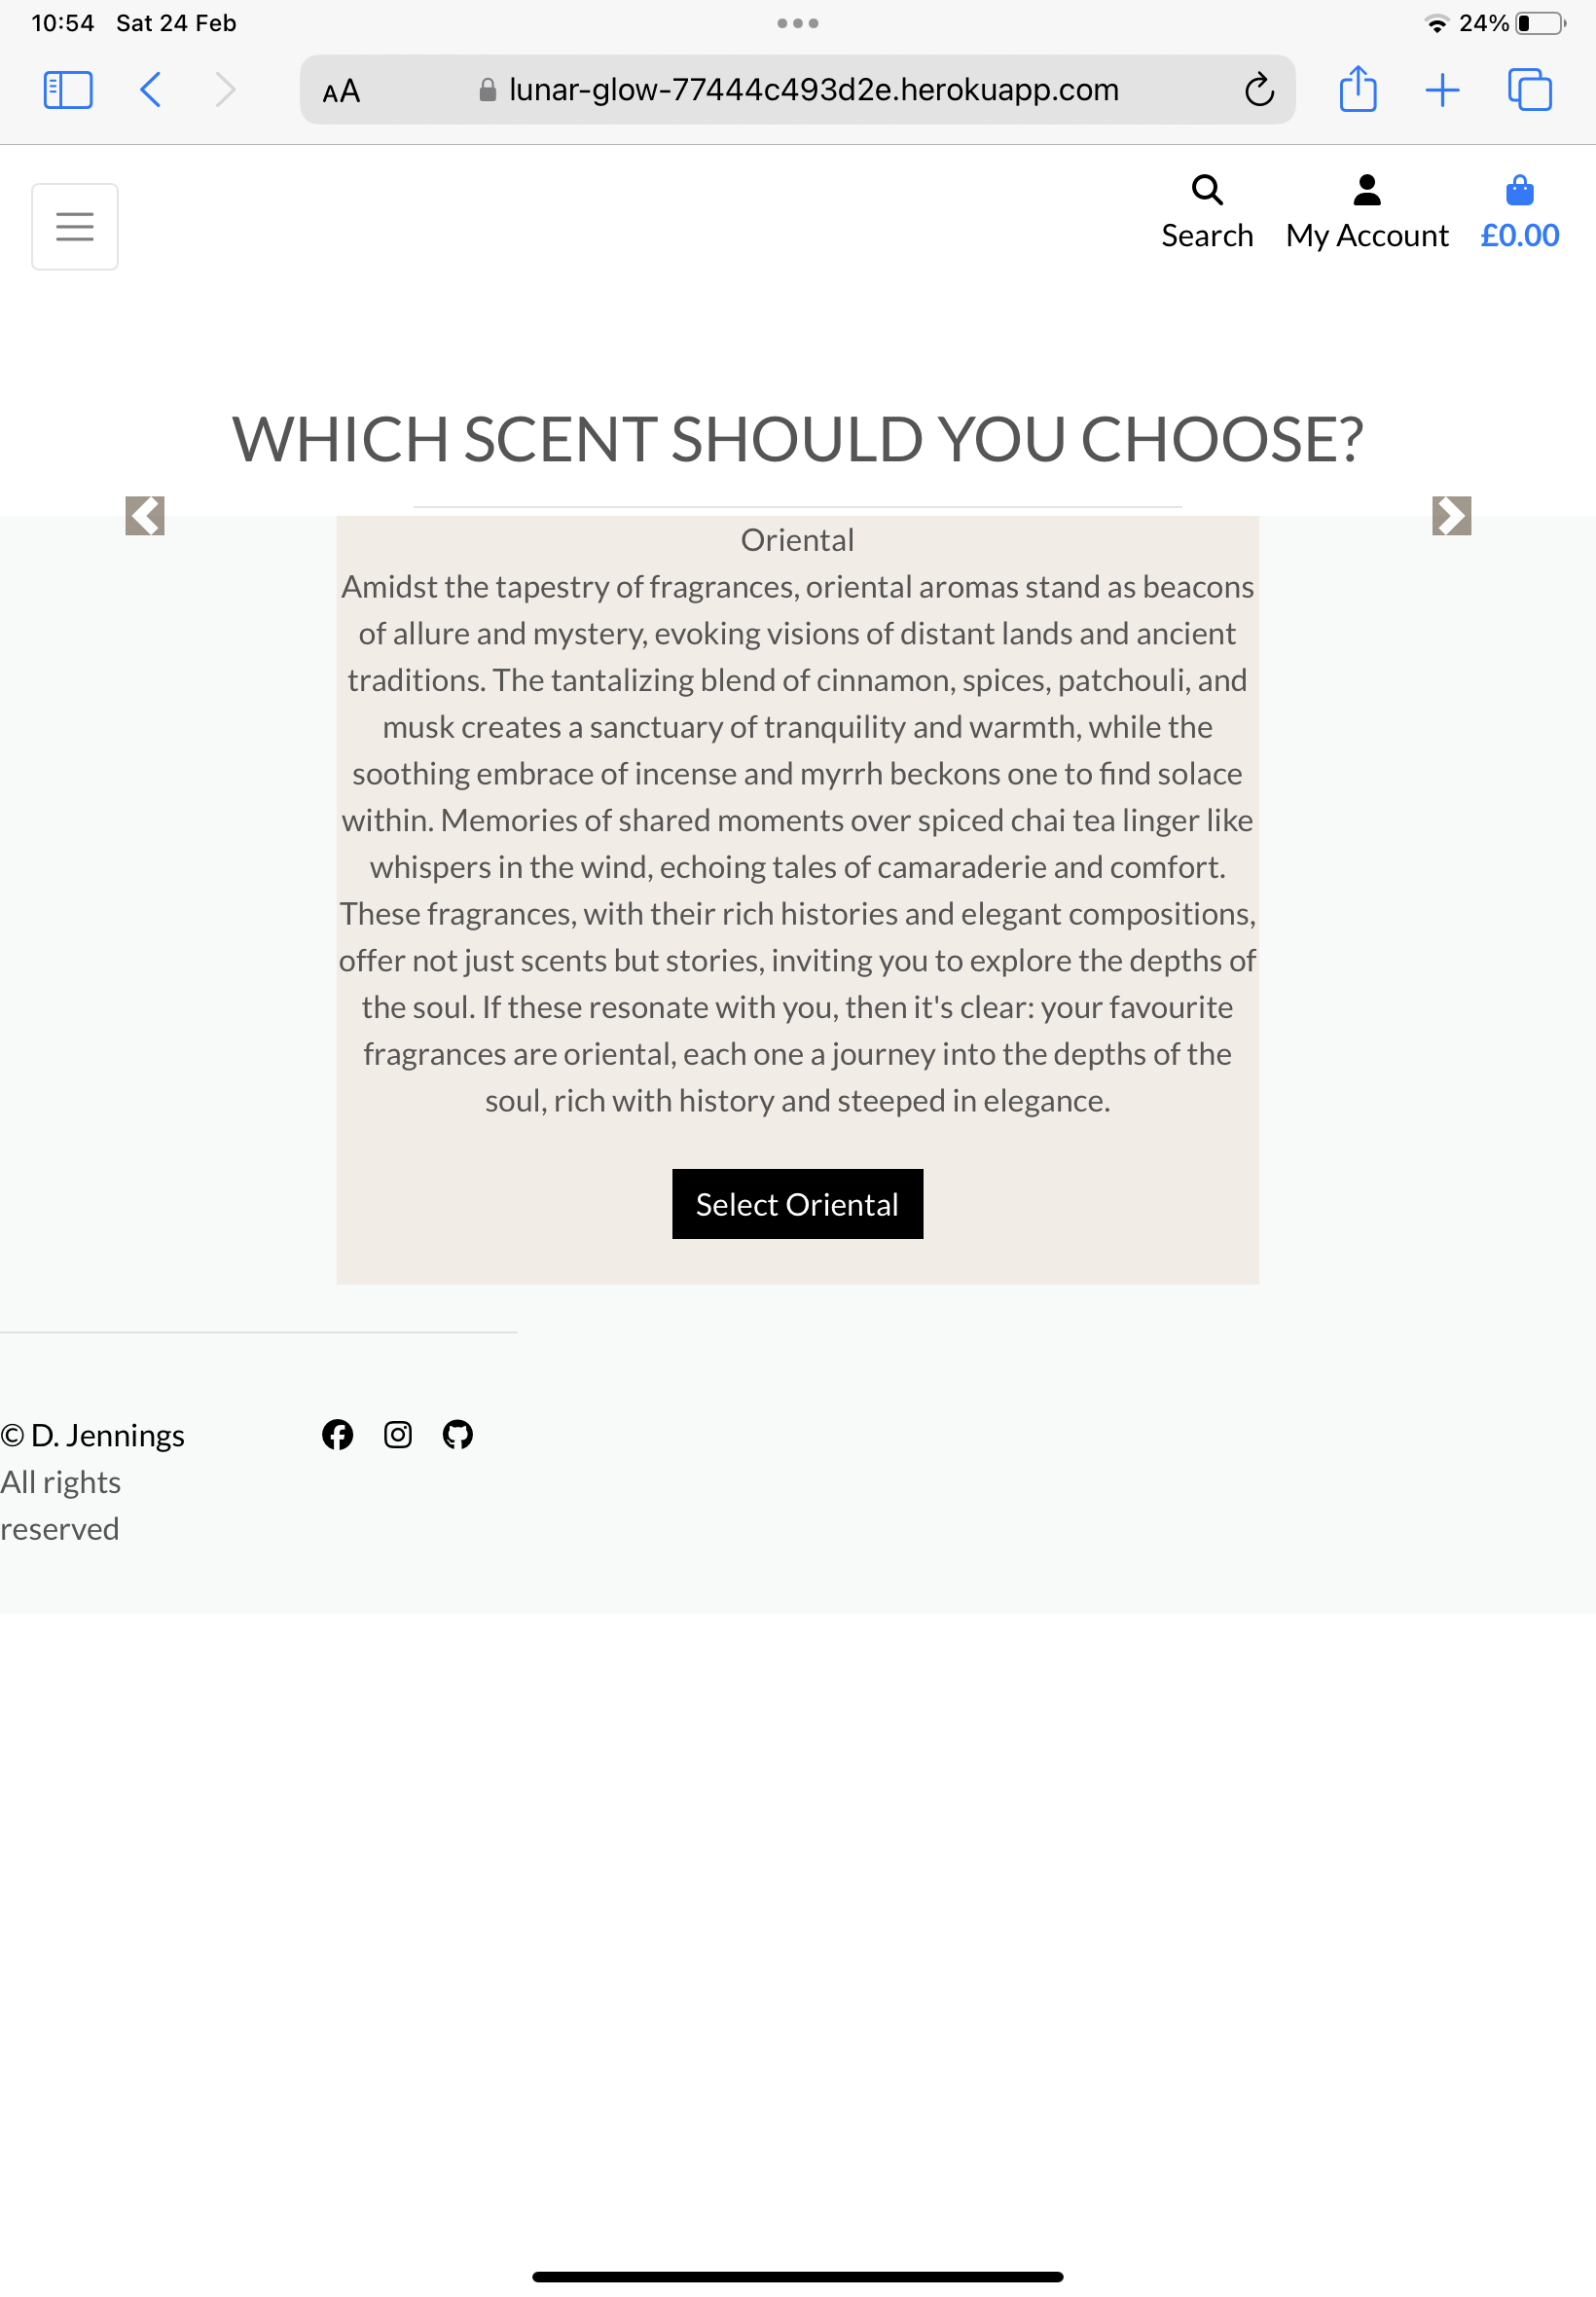 10:54 Sat 24 Feb
24%
AA lunar-glow-77444c493d2e.herokuapp.com
Search My Account £0.00
WHICH SCENT SHOULD YOU CHOOSE?
Oriental
Amidst the tapestry of fragrances, oriental aromas stand as beacons
of allure and mystery, evoking visions of distant lands and ancient
traditions. The tantalizing blend of cinnamon, spices, patchouli, and
musk creates a sanctuary of tranquility and warmth, while the
soothing embrace of incense and myrrh beckons one to find solace
within. Memories of shared moments over spiced chai tea linger like
whispers in the wind, echoing tales of camaraderie and comfort.
These fragrances, with their rich histories and elegant compositions,
offer not just scents but stories, inviting you to explore the depths of
the soul. If these resonate with you, then it's clear: your favourite
fragrances are oriental, each one a journey into the depths of the
soul, rich with history and steeped in elegance.
Select Oriental
© D. Jennings
All rights
reserved